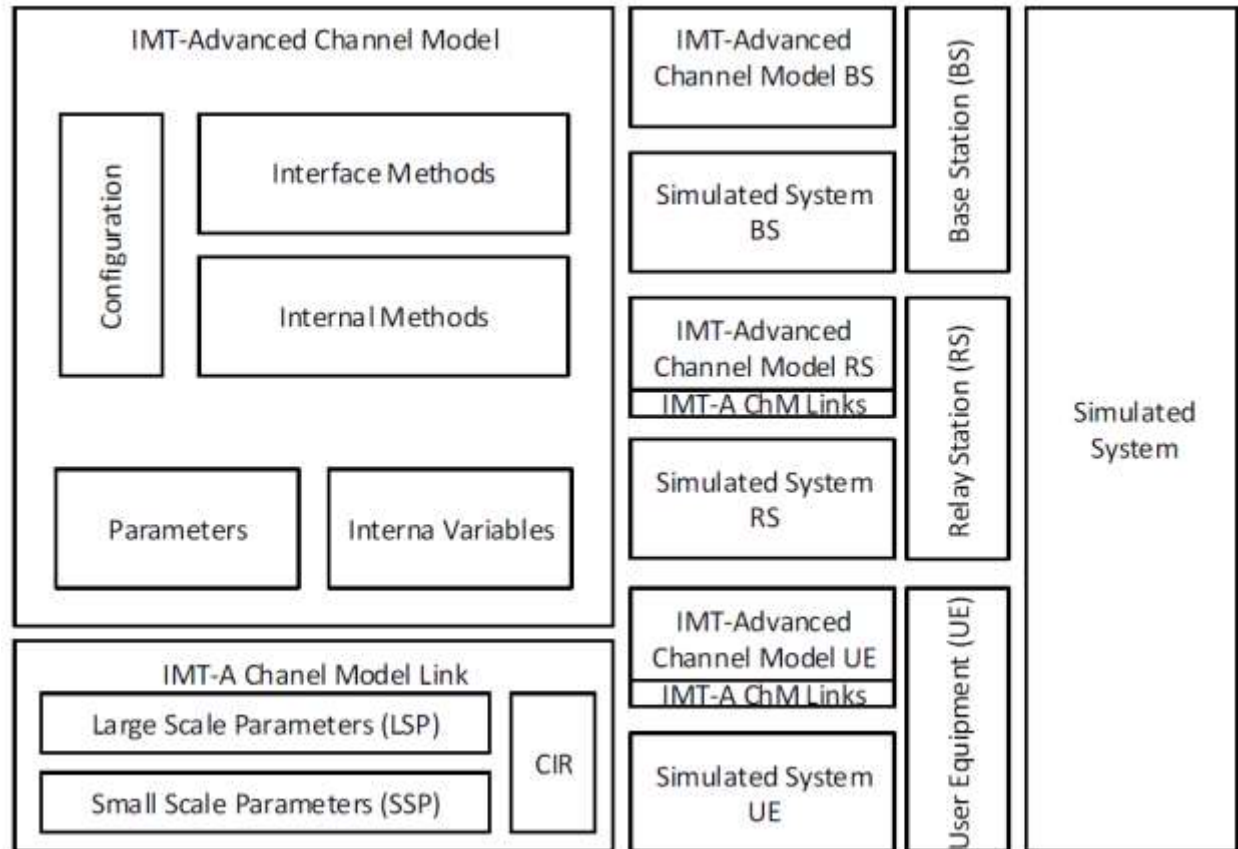 IMT-Advanced Channel Model
Configuration
Interface Methods
Internal Methods
Parameters
Interna Variables
IMT-A Chanel Model Link
Large Scale Parameters (LSP)
Small Scale Parameters (SSP)
CIR
IMT-Advanced
Channel Model BS
Simulated System
BS
Base Station (BS)
IMT-Advanced
Channel Model RS
IMT-A ChM Links
Simulated System
RS
Relay Station (RS)
IMT-Advanced
Channel Model UE
IMT-A ChM Links
Simulated System
UE
User Equipment (UE)
Simulated
System